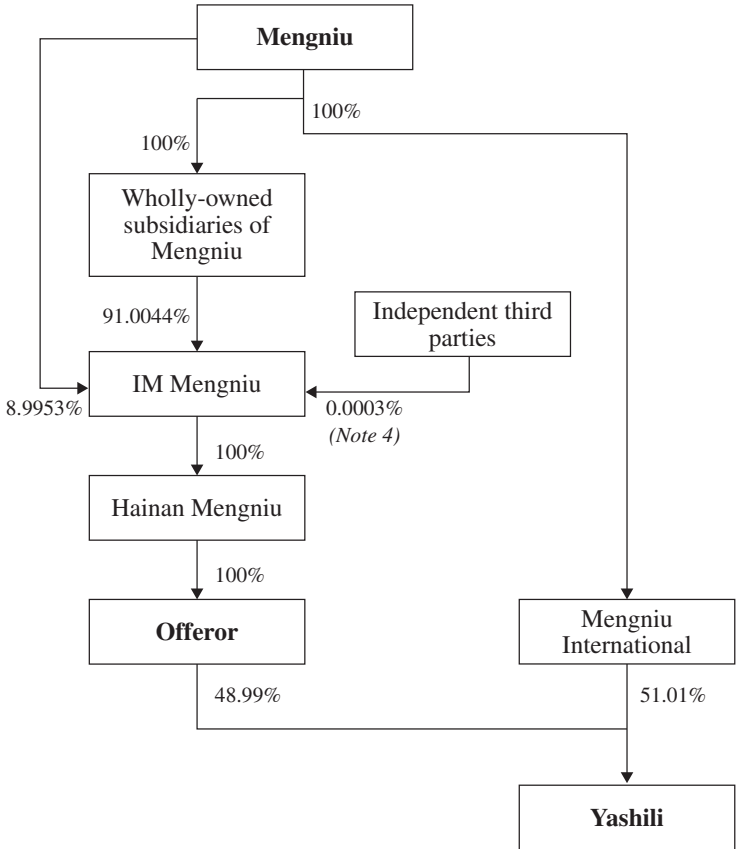 Mengniu
100%
100%
Wholly-owned
subsidiaries of
Mengniu
91.0044%
Independent third
parties
IM Mengniu
8.9953%
0.0003%
(Note 4)
100%
Hainan Mengniu
100%
Offeror
Mengniu
International
48.99%
51.01%
Yashili